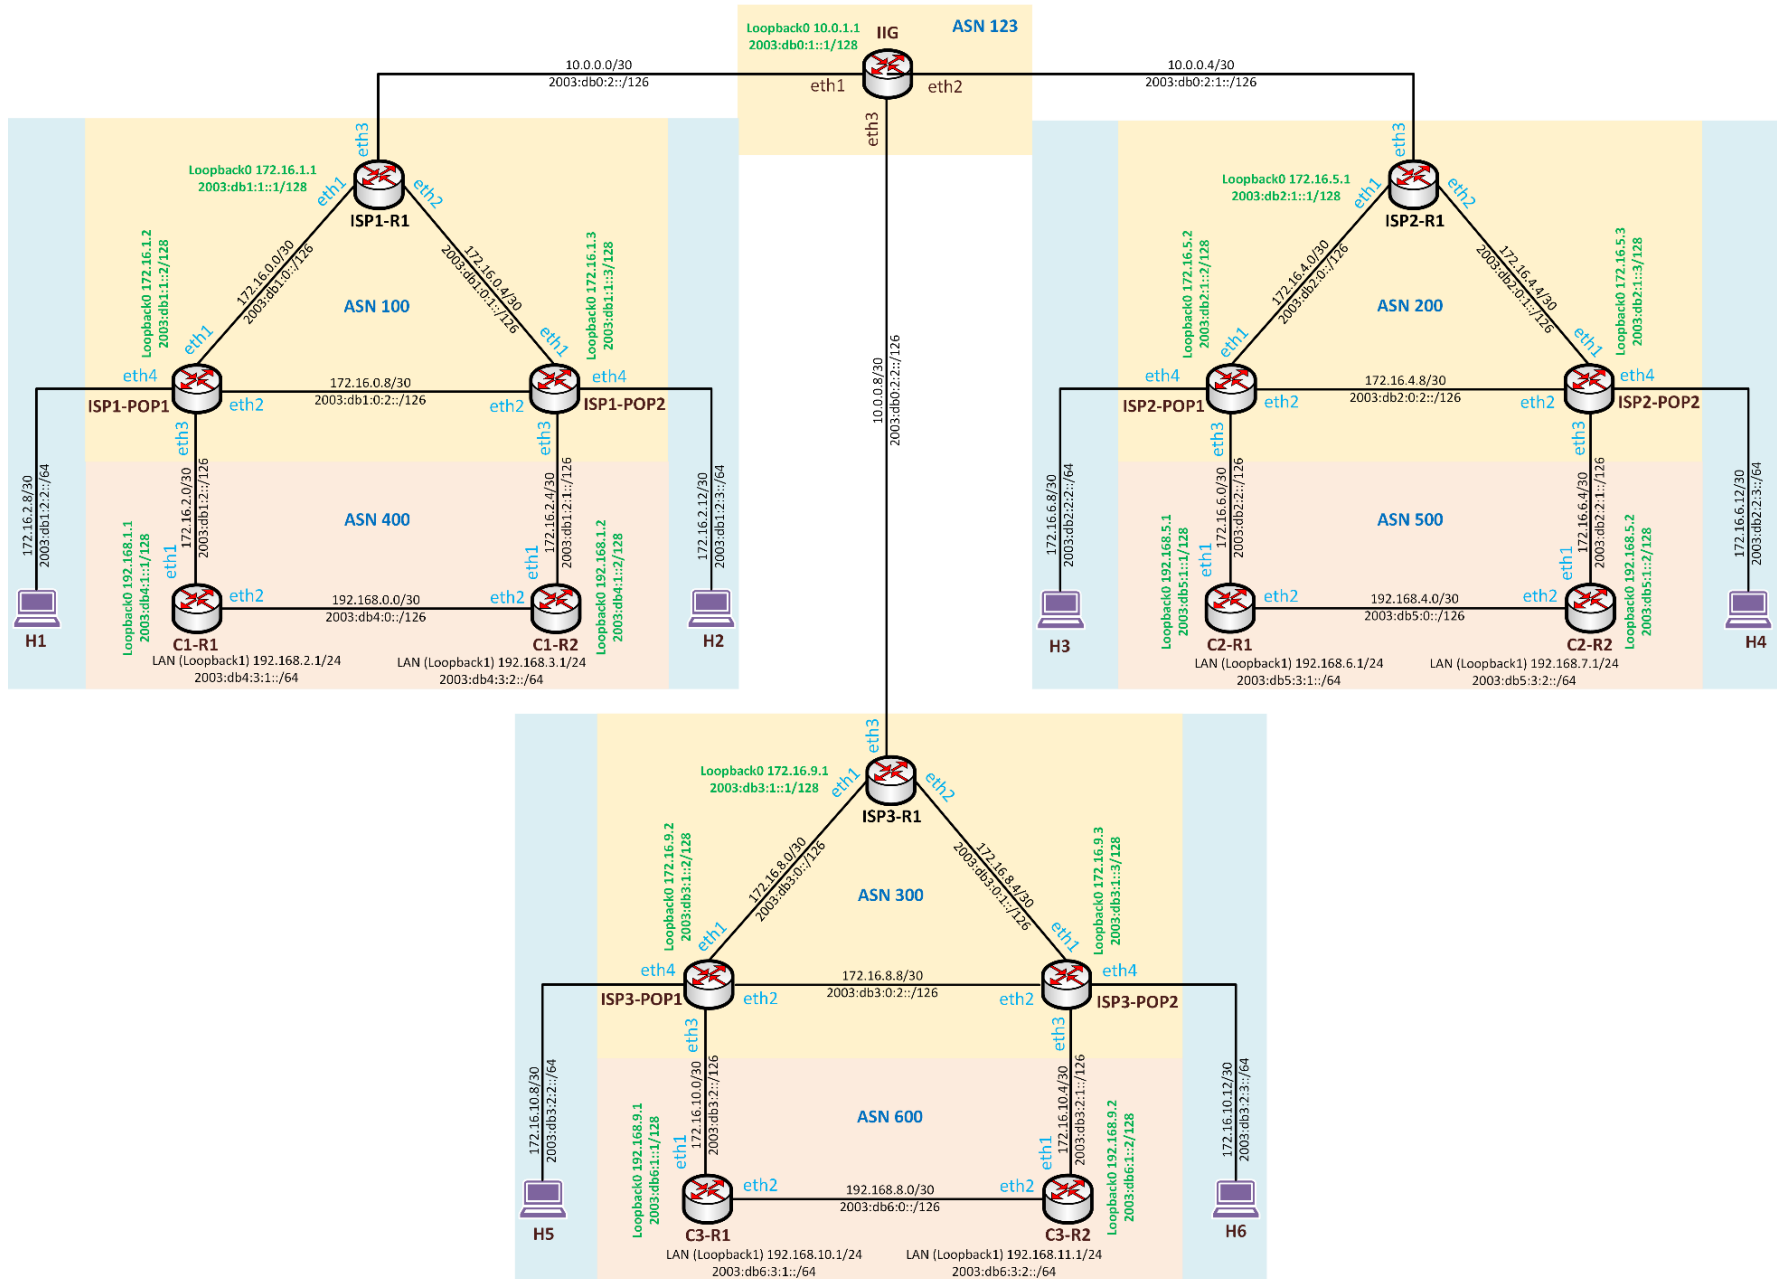 Loopback0 10.0.1.1
2003:db0:1::1/128
IIG
ASN 123
eth1
eth2
eth3
10.0.0.0/30
2003:db0:2::/126
10.0.0.4/30
2003:db0:2:1::/126
10.0.0.8/30
2003:db0:2:2::/126
eth3
Loopback0 172.16.1.1
2003:db1:1::1/128
eth1
eth2
ISP1-R1
172.16.0.0/30
2003:db1:0::/126
172.16.0.4/30
2003:db1:0:1::/126
Loopback0 172.16.1.2
2003:db1:1::2/128
Loopback0 172.16.1.3
2003:db1:1::3/128
ASN 100
eth1
eth1
eth4
eth4
ISP1-POP1
ISP1-POP2
172.16.0.8/30
2003:db1:0:2::/126
eth2
eth2
eth3
eth3
172.16.2.8/30
2003:db1:2:2::/64
172.16.2.0/30
2003:db1:2::/126
172.16.2.4/30
2003:db1:2:1::/126
172.16.2.12/30
2003:db1:2:3::/64
ASN 400
Loopback0 192.168.1.1
2003:db4:1::1/128
Loopback0 192.168.1.2
2003:db4:1::2/128
eth1
eth1
eth2
eth2
192.168.0.0/30
2003:db4:0::/126
H1
C1-R1
C1-R2
H2
LAN (Loopback1) 192.168.2.1/24
2003:db4:3:1::/64
LAN (Loopback1) 192.168.3.1/24
2003:db4:3:2::/64
eth3
Loopback0 172.16.5.1
2003:db2:1::1/128
eth1
eth2
ISP2-R1
172.16.4.0/30
2003:db2:0::/126
172.16.4.4/30
2003:db2:0:1::/126
Loopback0 172.16.5.2
2003:db2:1::2/128
Loopback0 172.16.5.3
2003:db2:1::3/128
ASN 200
eth1
eth1
eth4
eth4
ISP2-POP1
ISP2-POP2
172.16.4.8/30
2003:db2:0:2::/126
eth2
eth2
eth3
eth3
172.16.6.8/30
2003:db2:2:2::/64
172.16.6.0/30
2003:db2:2::/126
172.16.6.4/30
2003:db2:2:1::/126
172.16.6.12/30
2003:db2:2:3::/64
ASN 500
Loopback0 192.168.5.1
2003:db5:1::1/128
Loopback0 192.168.5.2
2003:db5:1::2/128
eth1
eth1
eth2
eth2
192.168.4.0/30
2003:db5:0::/126
H3
C2-R1
C2-R2
H4
LAN (Loopback1) 192.168.6.1/24
2003:db5:3:1::/64
LAN (Loopback1) 192.168.7.1/24
2003:db5:3:2::/64
eth3
Loopback0 172.16.9.1
2003:db3:1::1/128
eth1
eth2
ISP3-R1
172.16.8.0/30
2003:db3:0::/126
172.16.8.4/30
2003:db3:0:1::/126
Loopback0 172.16.9.2
2003:db3:1::2/128
Loopback0 172.16.9.3
2003:db3:1::3/128
ASN 300
eth1
eth1
eth4
eth4
ISP3-POP1
ISP3-POP2
172.16.8.8/30
2003:db3:0:2::/126
eth2
eth2
eth3
eth3
172.16.10.8/30
2003:db3:2:2::/64
172.16.10.0/30
2003:db3:2::/126
172.16.10.4/30
2003:db3:2:1::/126
172.16.10.12/30
2003:db3:2:3::/64
ASN 600
Loopback0 192.168.9.1
2003:db6:1::1/128
Loopback0 192.168.9.2
2003:db6:1::2/128
eth1
eth1
eth2
eth2
192.168.8.0/30
2003:db6:0::/126
H5
C3-R1
C3-R2
H6
LAN (Loopback1) 192.168.10.1/24
2003:db6:3:1::/64
LAN (Loopback1) 192.168.11.1/24
2003:db6:3:2::/64